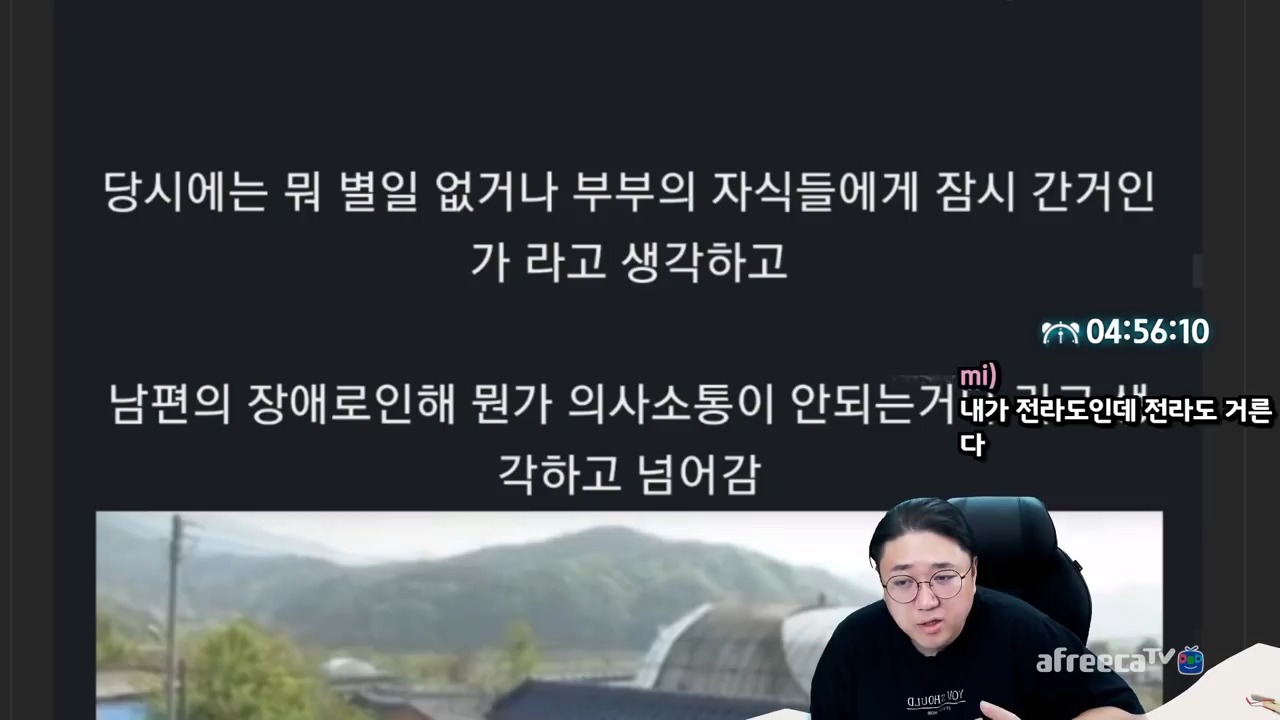 당시에는 뭐 별일 없거나 부부의 자식들에게 잠시 간거인
가 라고 생각하고
04:56:10
mi)
남편의 장애로인해 뭔가 의사소통이 안되는거
내가 전라도인데 전라도 거른
다
각하고 넘어감
afreecaTV
YOU SHOULD